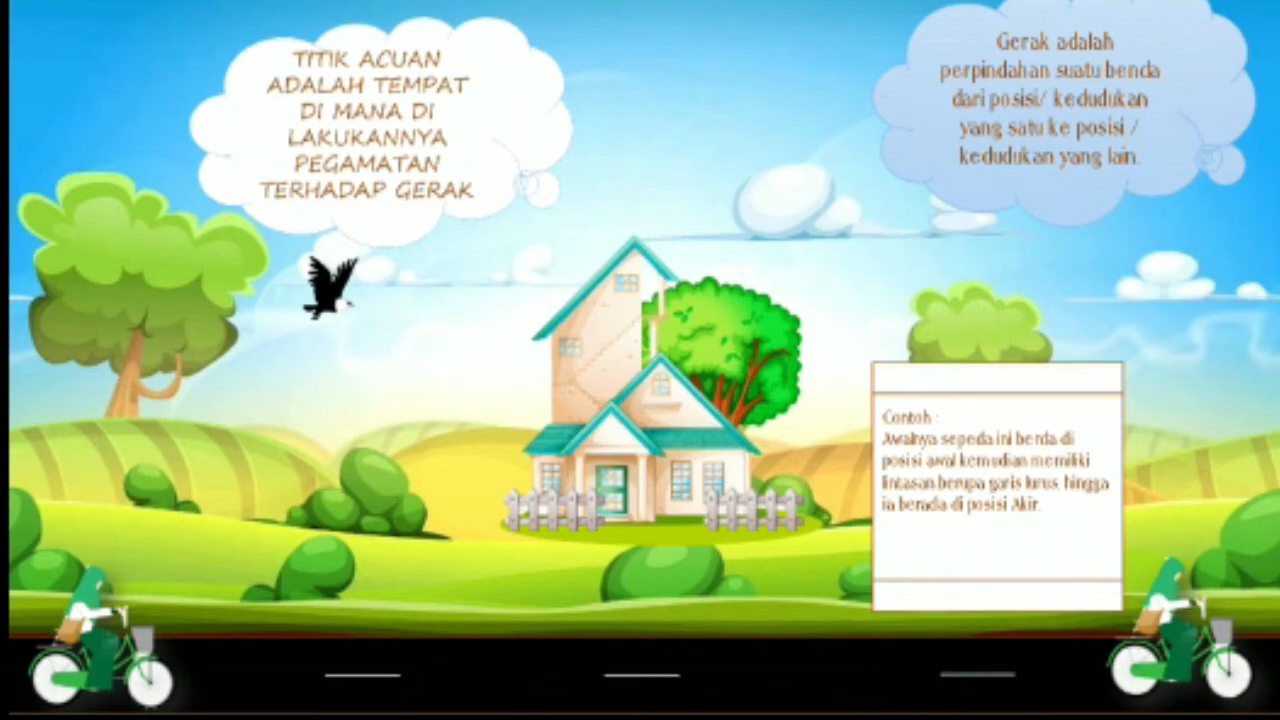 TITIK ACUAN
ADALAH TEMPAT
DI MANA DI
LAKUKANNYA
PEGAMATAN
TERHADAP GERAK
Gerak adalah
perpindahan suatu benda
dari posisi/ kedudukan
yang satu ke posisi /
kedudukan yang lain.
Contoh :
Awalnya sepeda ini berda di
posisi awal kemudian memiliki
lintasan berupa garis lurus, hingga
ia berada di posisi Akir.